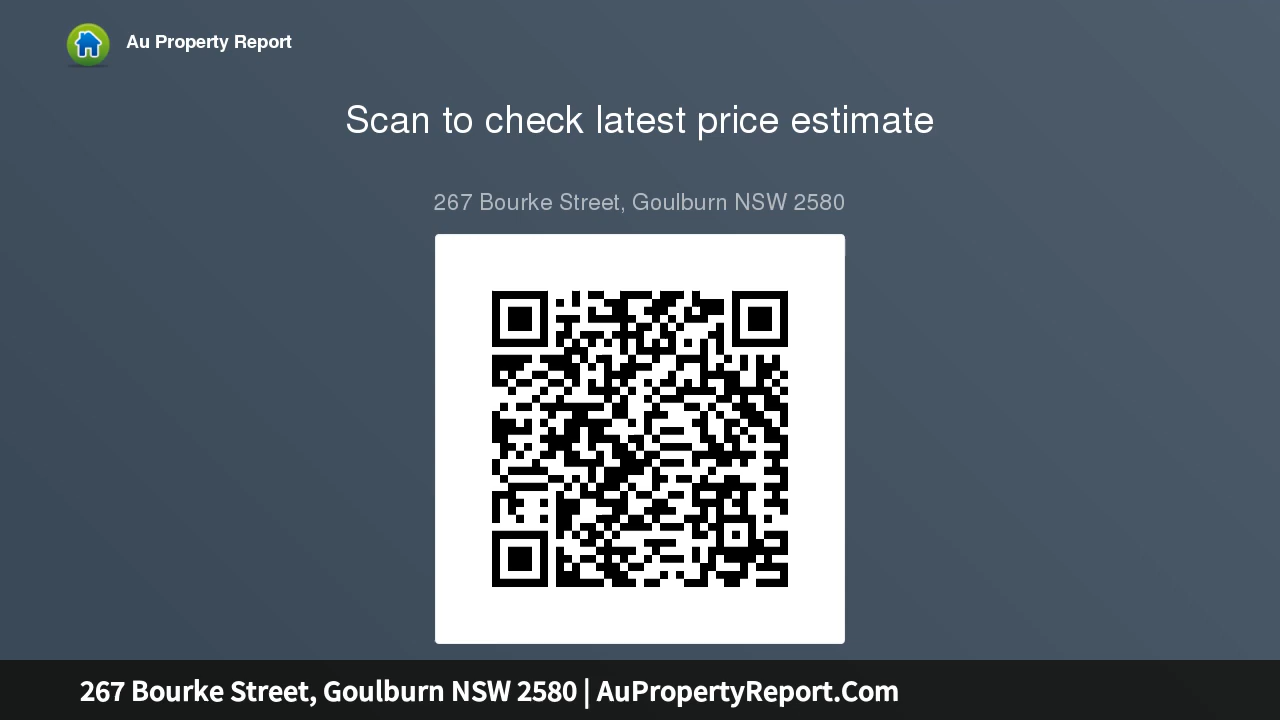 Au Property Report
Scan to check latest price estimate
267 Bourke Street, Goulburn NSW 2580
267 Bourke Street, Goulburn NSW 2580 | AuPropertyReport.Com